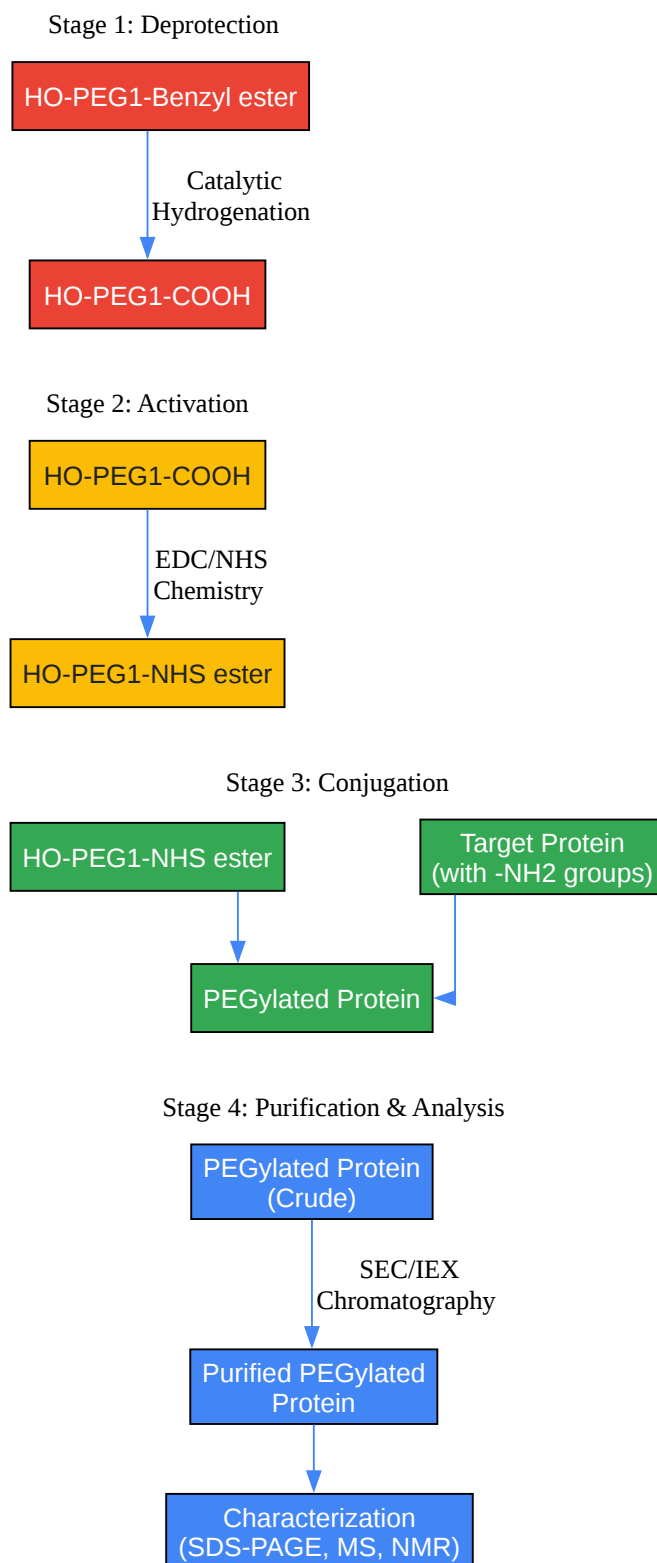 Stage 1: Deprotection
HO-PEG1-Benzyl ester
Catalytic
Hydrogenation
HO-PEG1-COOH
Stage 2: Activation
HO-PEG1-COOH
EDC/NHS
Chemistry
HO-PEG1-NHS ester
Stage 3: Conjugation
HO-PEG1-NHS ester
Target Protein
(with -NH2 groups)
PEGylated Protein
Stage 4: Purification & Analysis
PEGylated Protein
(Crude)
SEC/IEX
Chromatography
Purified PEGylated
Protein
Characterization
(SDS-PAGE, MS, NMR)